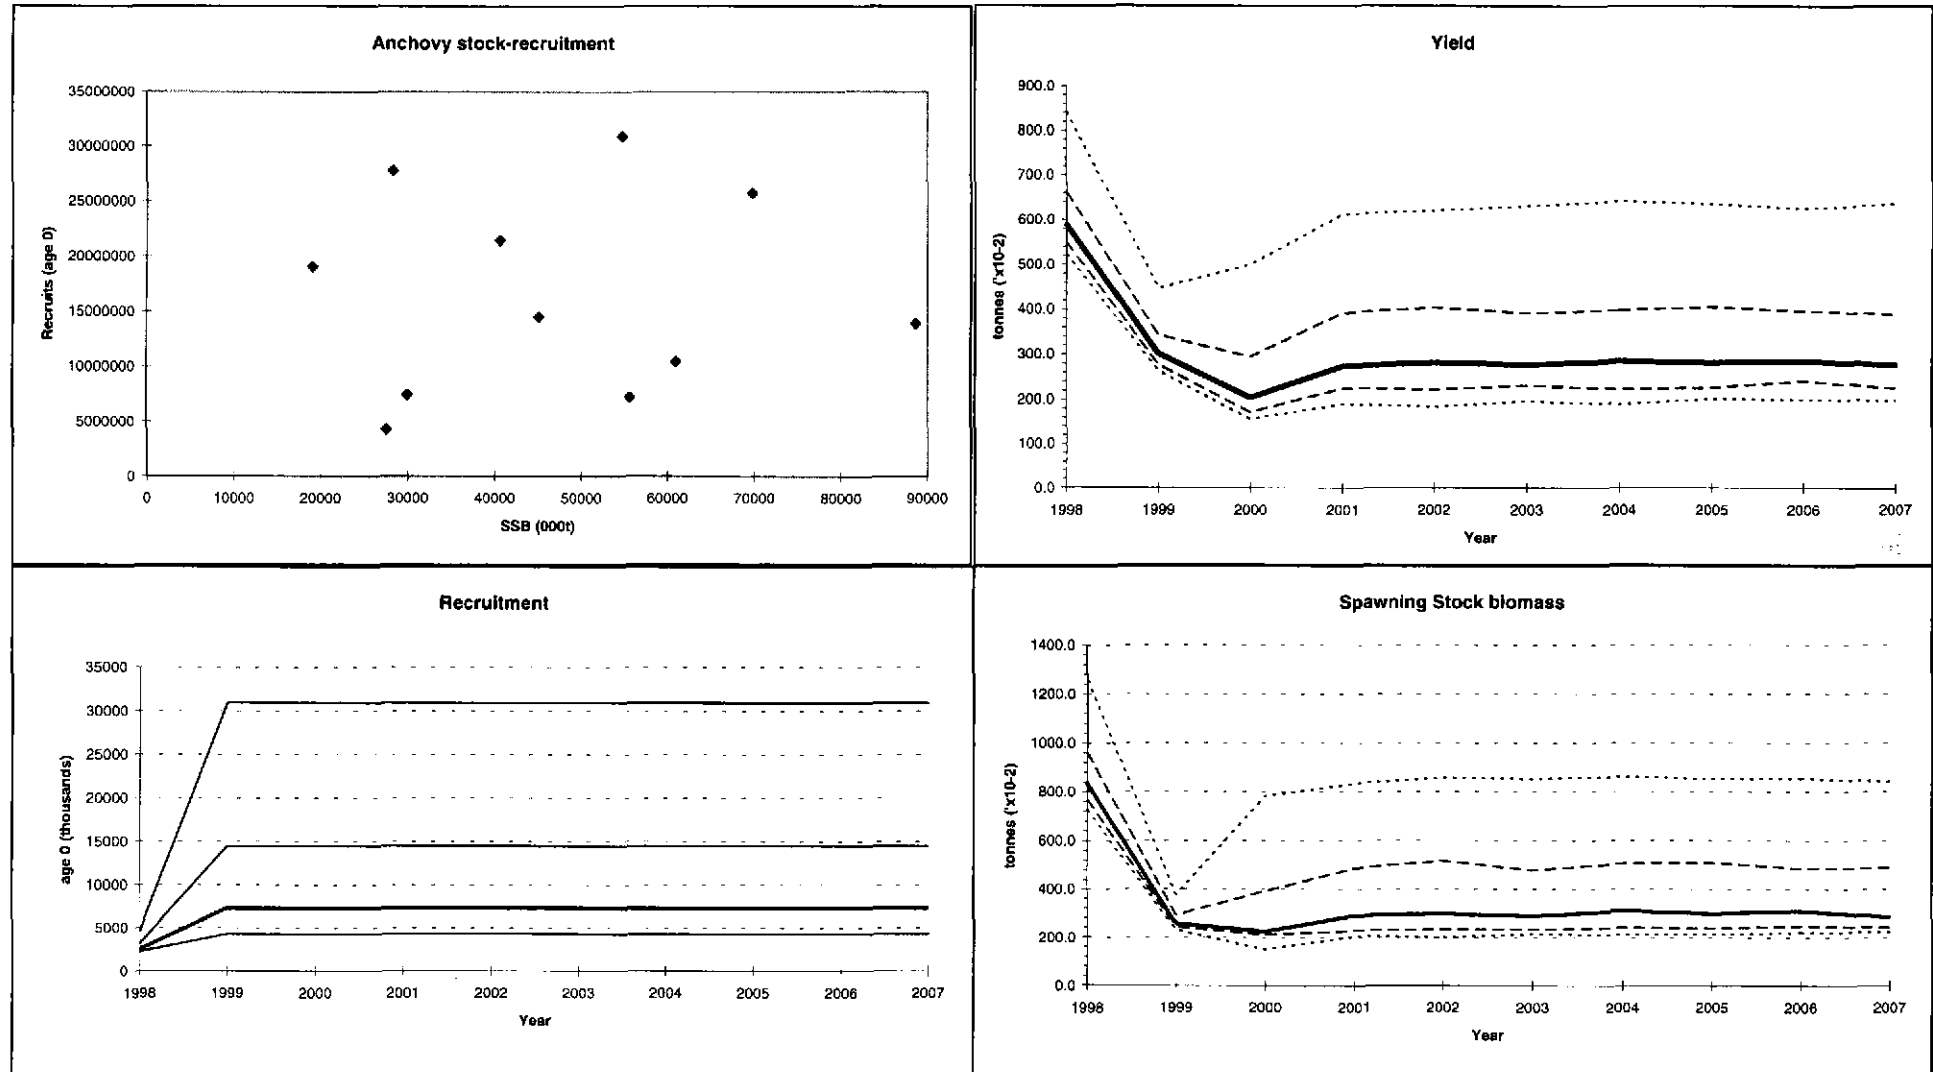 Anchovy stock-recruitment
35000000
30000000
25000000
20000000
15000000
10000000
5000000
0
Recruits (age 0)
0 10000 20000 30000 40000 50000 60000 70000 80000 90000
SSB (000t)
Yield
900.0
800.0
700.0
600.0
500.0
400.0
300.0
200.0
100.0
0.0
tonnes ('x10-2)
1998 1999 2000 2001 2002 2003 2004 2005 2006 2007
Year
Recruitment
35000
30000
25000
20000
15000
10000
5000
0
age 0 (thousands)
1998 1999 2000 2001 2002 2003 2004 2005 2006 2007
Year
Spawning Stock biomass
1400.0
1200.0
1000.0
800.0
600.0
400.0
200.0
0.0
tonnes ('x10-2)
1998 1999 2000 2001 2002 2003 2004 2005 2006 2007
Year